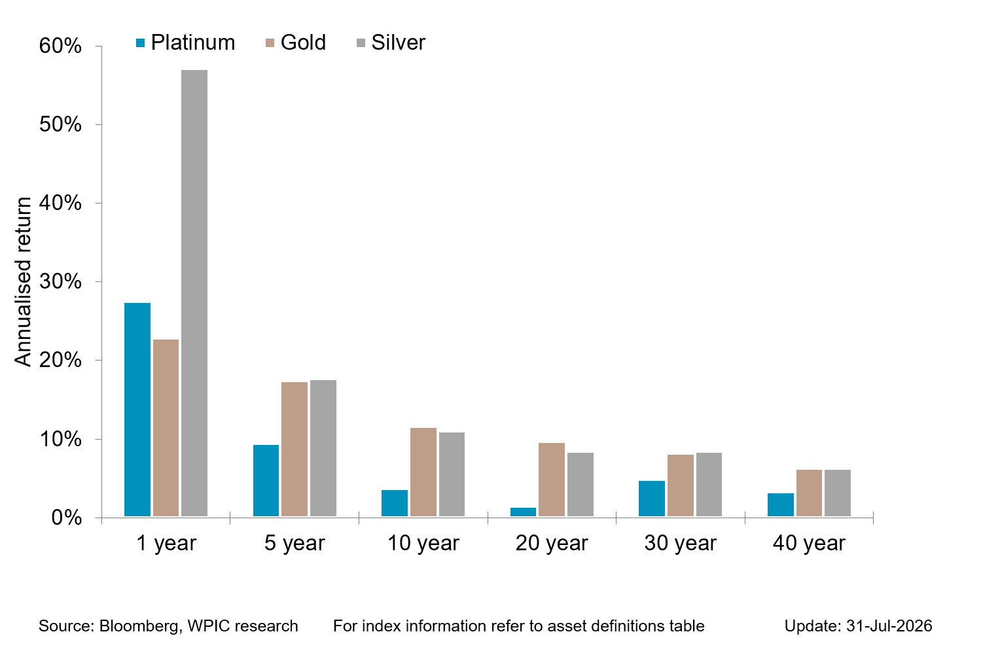 Platinum Gold Silver
60%
50%
40%
30%
20%
10%
0%
Annualised return
1 year 5 year 10 year 20 year 30 year 40 year
Source: Bloomberg, WPIC research For index information refer to asset definitions table Update: 31-Jul-2026